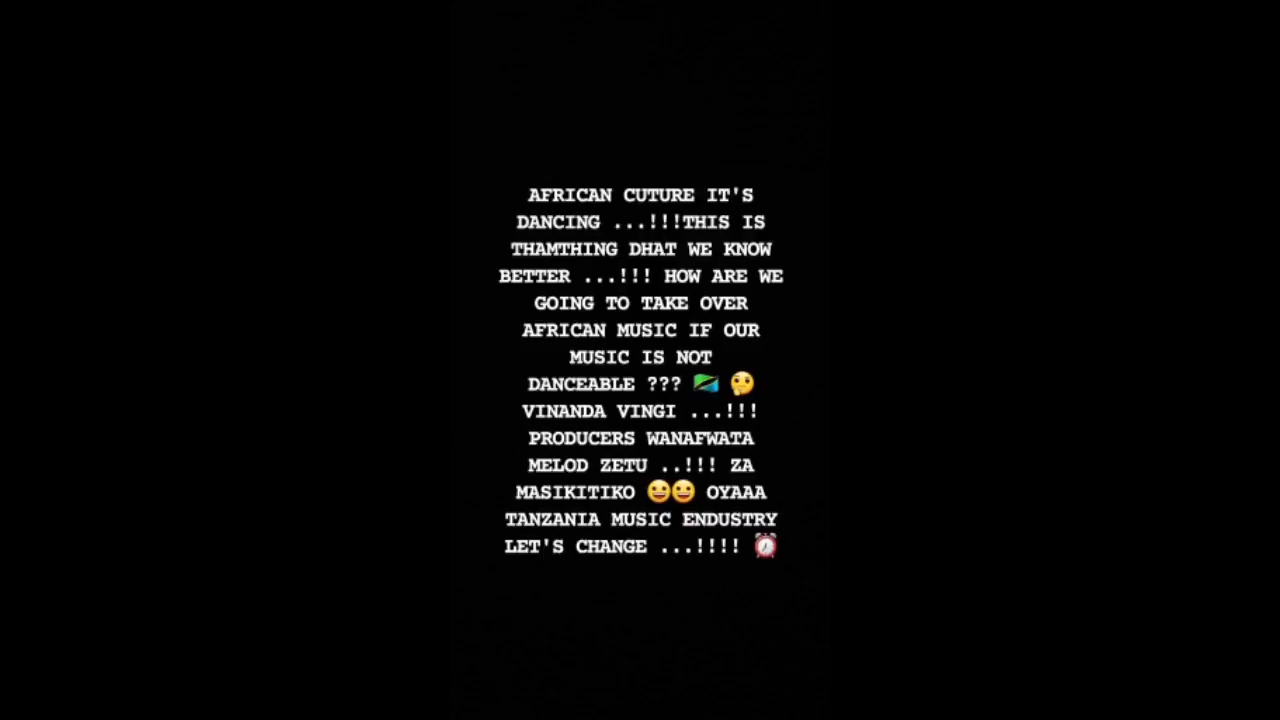 AFRICAN CUTURE IT'S
DANCING ...!!!THIS IS
THAMTHING DHAT WE KNOW
BETTER ...!!! HOW ARE WE
GOING TO TAKE OVER
AFRICAN MUSIC IF OUR
MUSIC IS NOT
DANCEABLE ??? 🇹🇿 🤔
VINANDA VINGI ...!!!
PRODUCERS WANAFWATA
MELOD ZETU ..!!! ZA
MASIKITIKO 😀😀 OYAAA
TANZANIA MUSIC ENDUSTRY
LET'S CHANGE ...!!!! ⏰